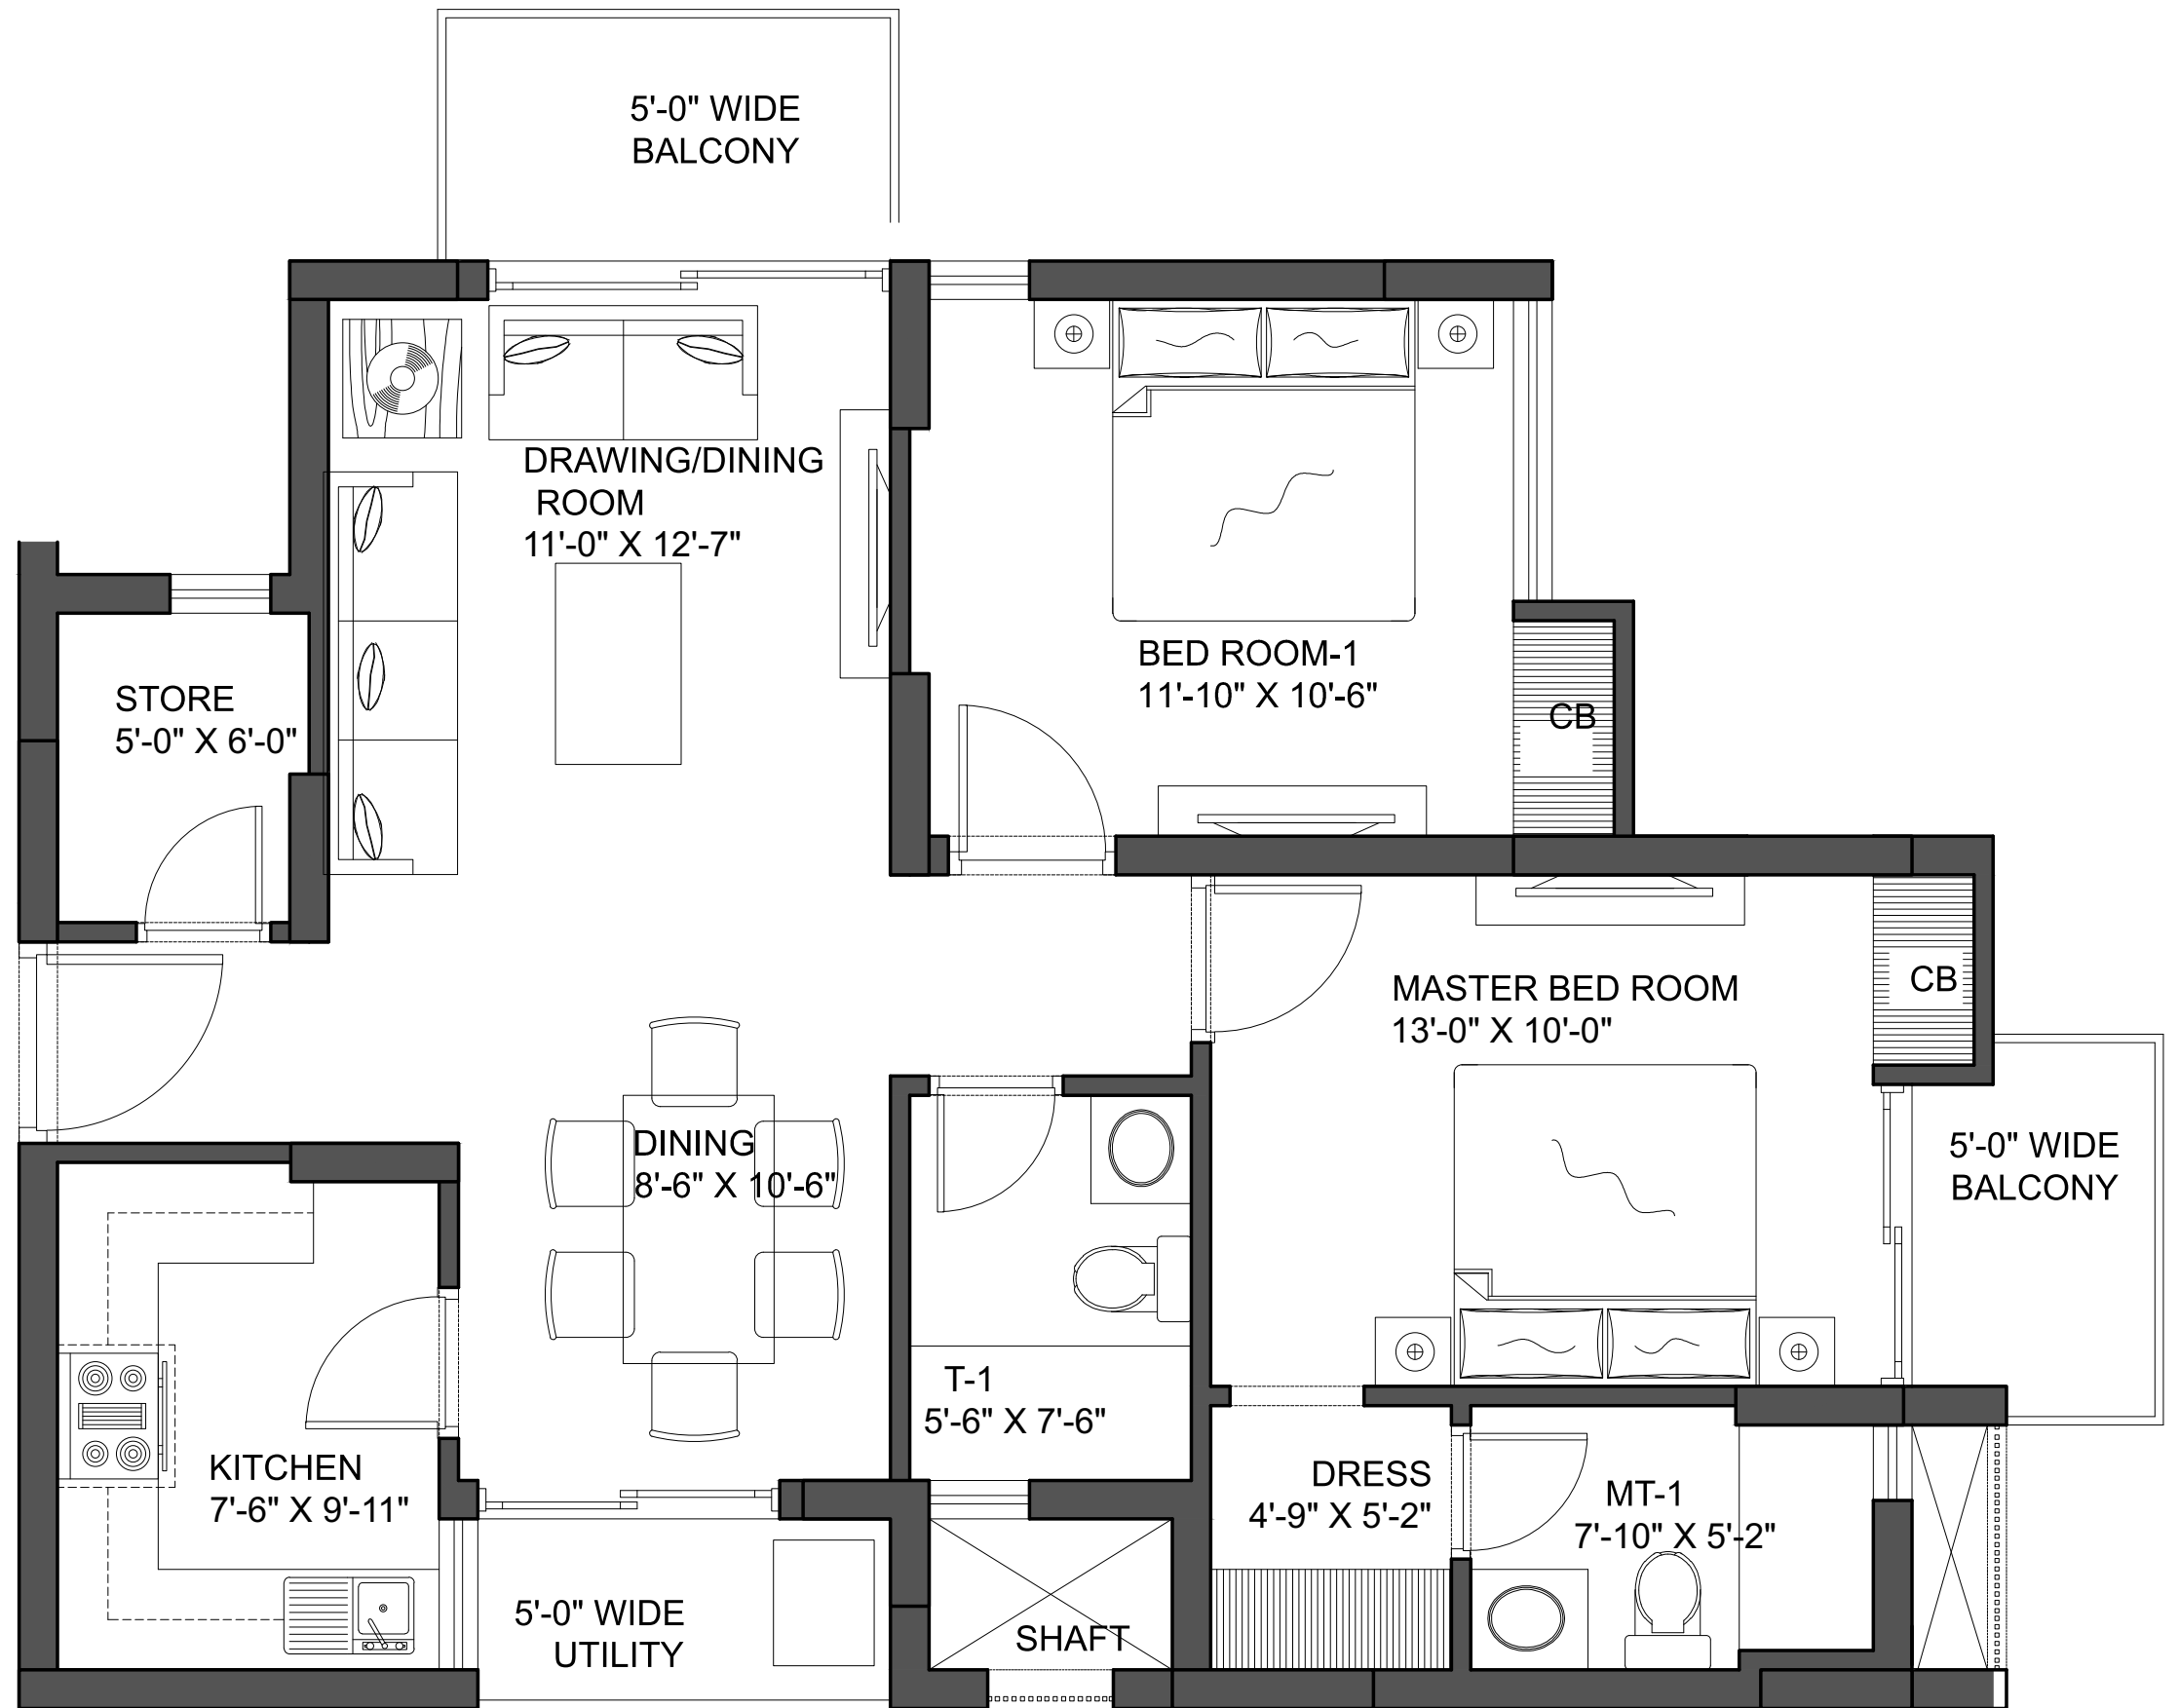 5'-0" WIDE
BALCONY
DRAWING/DINING
ROOM
11'-0" X 12'-7"
BED ROOM-1
11'-10" X 10'-6"
CB
STORE
5'-0" X 6'-0"
MASTER BED ROOM
13'-0" X 10'-0"
CB
5'-0" WIDE
BALCONY
DINING
8'-6" X 10'-6"
T-1
5'-6" X 7'-6"
KITCHEN
7'-6" X 9'-11"
DRESS
4'-9" X 5'-2"
MT-1
7'-10" X 5'-2"
5'-0" WIDE
UTILITY
SHAFT